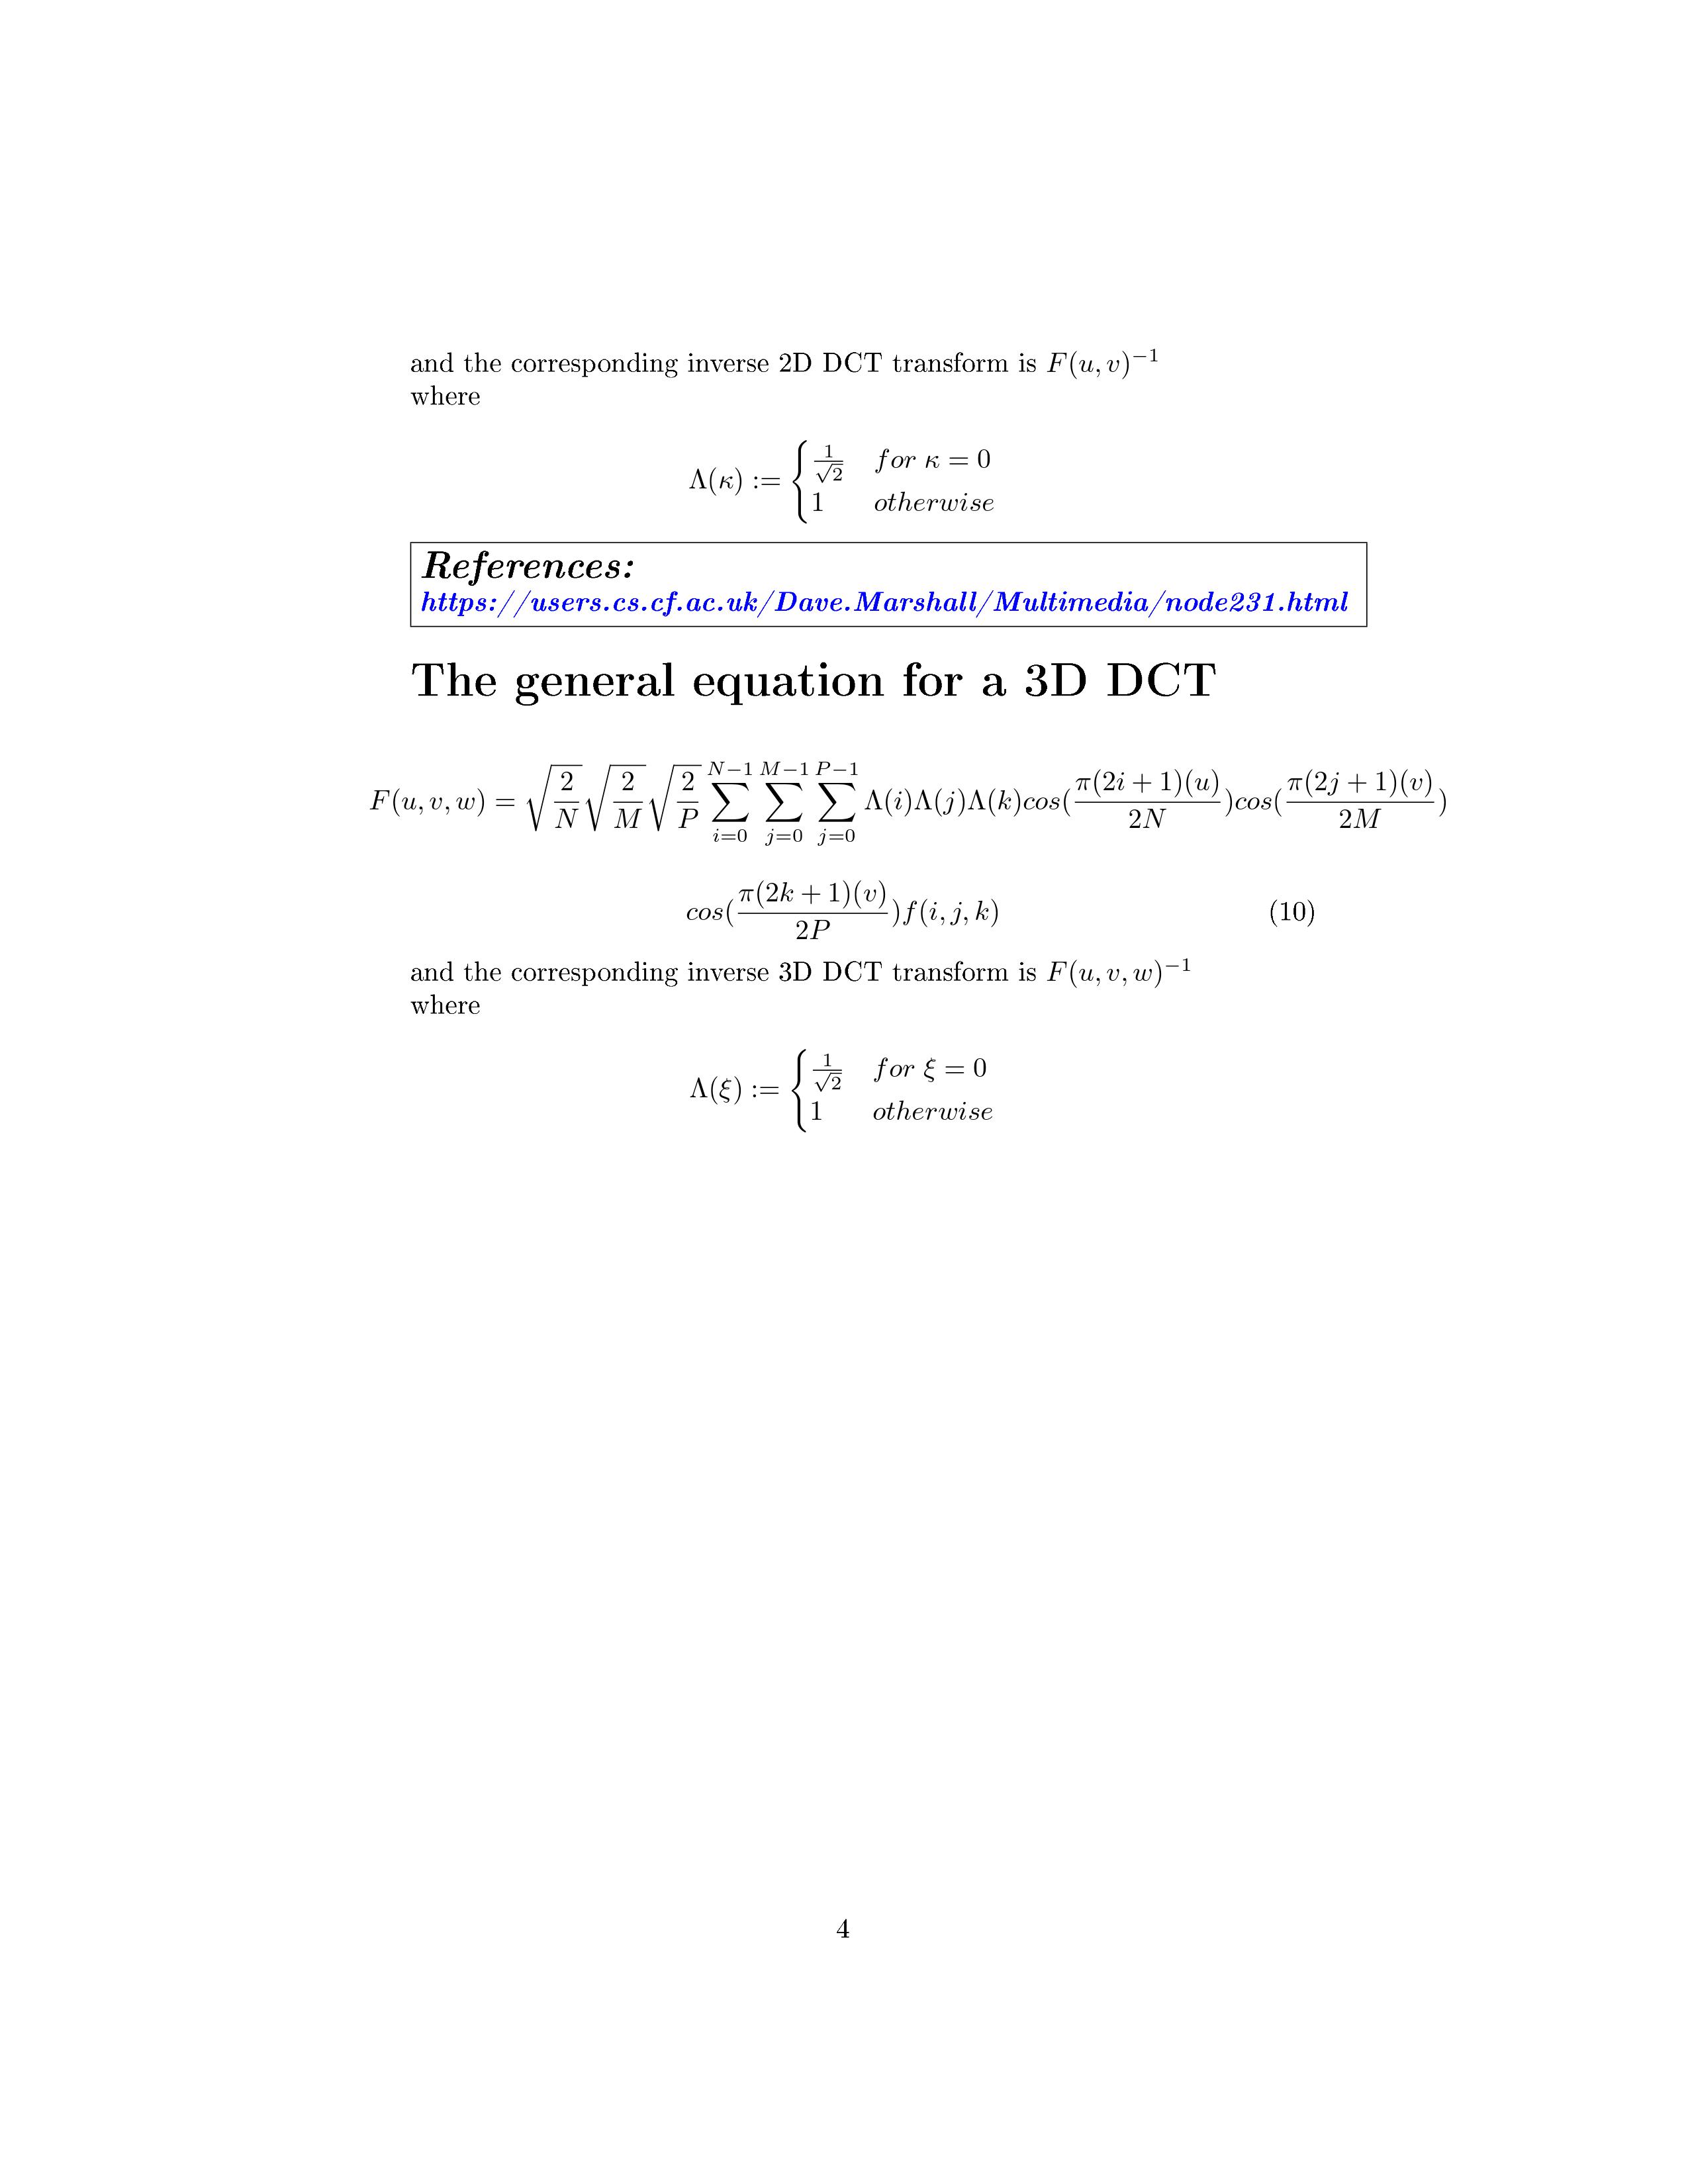 and the corresponding inverse 2D DCT transform is $F(u, v)^{-1}$
where
$\Lambda(\kappa) := \begin{cases} \frac{1}{\sqrt{2}} & for\ \kappa = 0 \\ 1 & otherwise \end{cases}$
References:
https://users.cs.cf.ac.uk/Dave.Marshall/Multimedia/node231.html
The general equation for a 3D DCT
$F(u, v, w) = \sqrt{\frac{2}{N}} \sqrt{\frac{2}{M}} \sqrt{\frac{2}{P}} \sum_{i=0}^{N-1} \sum_{j=0}^{M-1} \sum_{j=0}^{P-1} \Lambda(i)\Lambda(j)\Lambda(k)cos(\frac{\pi(2i+1)(u)}{2N})cos(\frac{\pi(2j+1)(v)}{2M})$
$cos(\frac{\pi(2k+1)(v)}{2P})f(i, j, k)$ (10)
and the corresponding inverse 3D DCT transform is $F(u, v, w)^{-1}$
where
$\Lambda(\xi) := \begin{cases} \frac{1}{\sqrt{2}} & for\ \xi = 0 \\ 1 & otherwise \end{cases}$
4